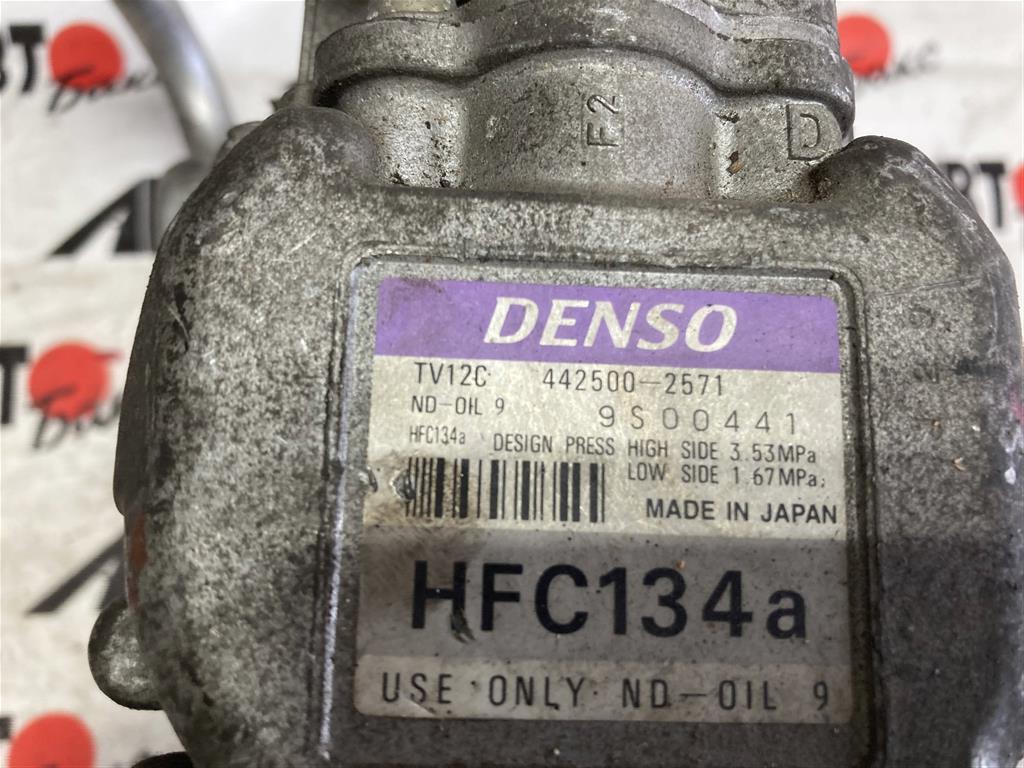 F2
D
DENSO
TV12C 442500-2571
ND-OIL 9 9S00441
HFC134a DESIGN PRESS HIGH SIDE 3.53MPa
LOW SIDE 1.67MPa
MADE IN JAPAN
HFC134a
USE ONLY ND-OIL 9